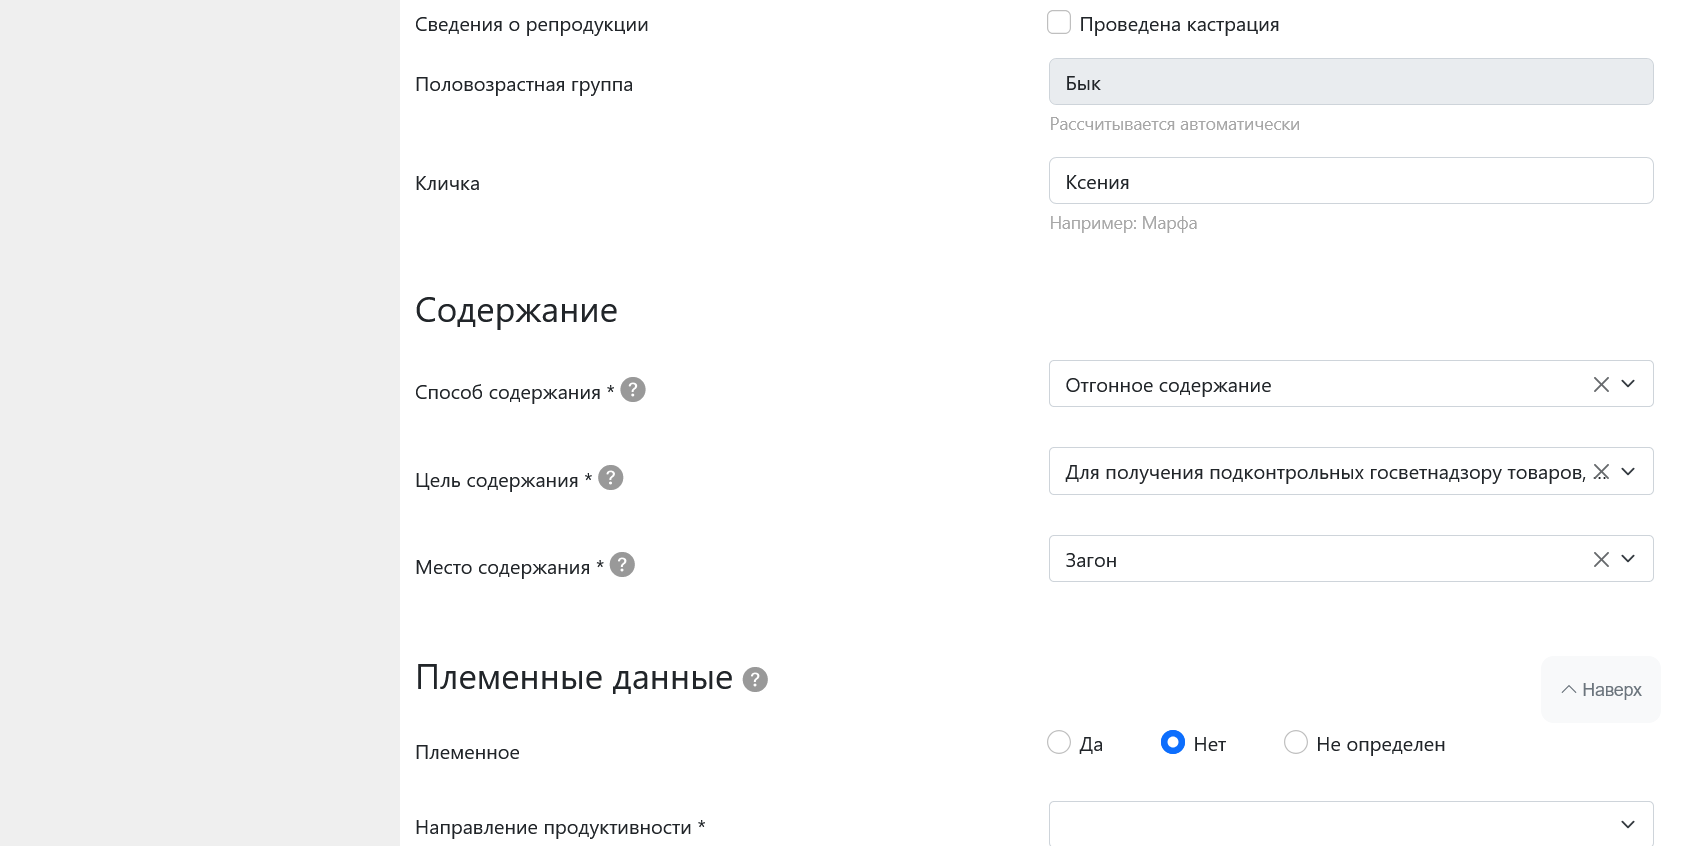 Сведения о репродукции
Проведена кастрация
Половозрастная группа
Бык
Рассчитывается автоматически
Кличка
Ксения
Например: Марфа
Содержание
Способ содержания * ?
Отгонное содержание
Цель содержания * ?
Для получения подконтрольных госветнадзору товаров, ...
Место содержания * ?
Загон
Племенные данные ?
Наверх
Племенное
Да Нет Не определен
Направление продуктивности *